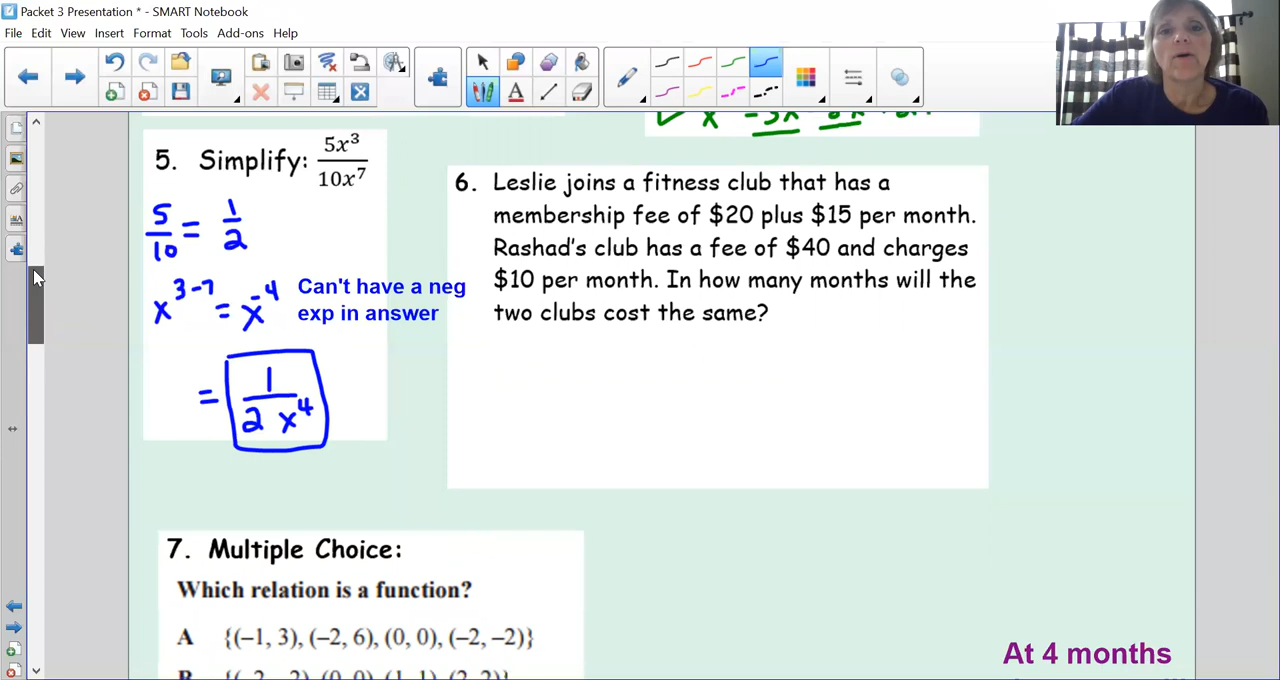 Packet 3 Presentation * - SMART Notebook
File Edit View Insert Format Tools Add-ons Help
5. Simplify: 5x³/10x⁷
5/10 = 1/2
x³⁻⁷ = x⁻⁴
Can't have a neg
exp in answer
= 1/2x⁴
6. Leslie joins a fitness club that has a
membership fee of $20 plus $15 per month.
Rashad's club has a fee of $40 and charges
$10 per month. In how many months will the
two clubs cost the same?
7. Multiple Choice:
Which relation is a function?
A {(–1, 3), (–2, 6), (0, 0), (–2, –2)}
At 4 months